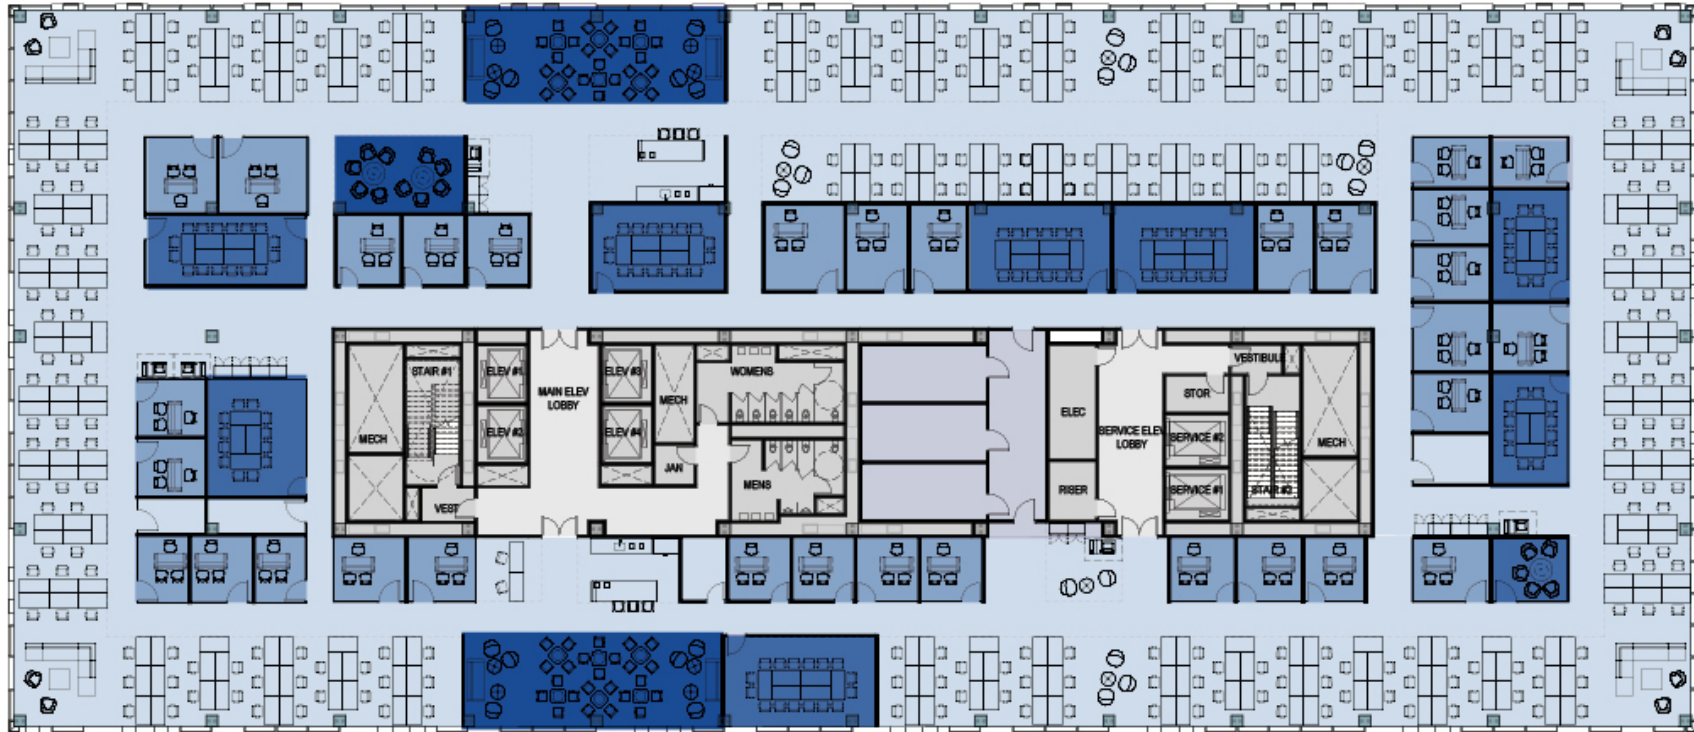 STAIR #1
ELEV #1
MAIN ELEV
LOBBY
ELEV #3
MECH
WOMENS
ELEC
SERVICE ELEV
LOBBY
VESTIBULE
STOR
MECH
ELEV #2
ELEV #4
SERVICE #2
MECH
JAN
MENS
RISER
SERVICE #1
STAIR #2
VEST